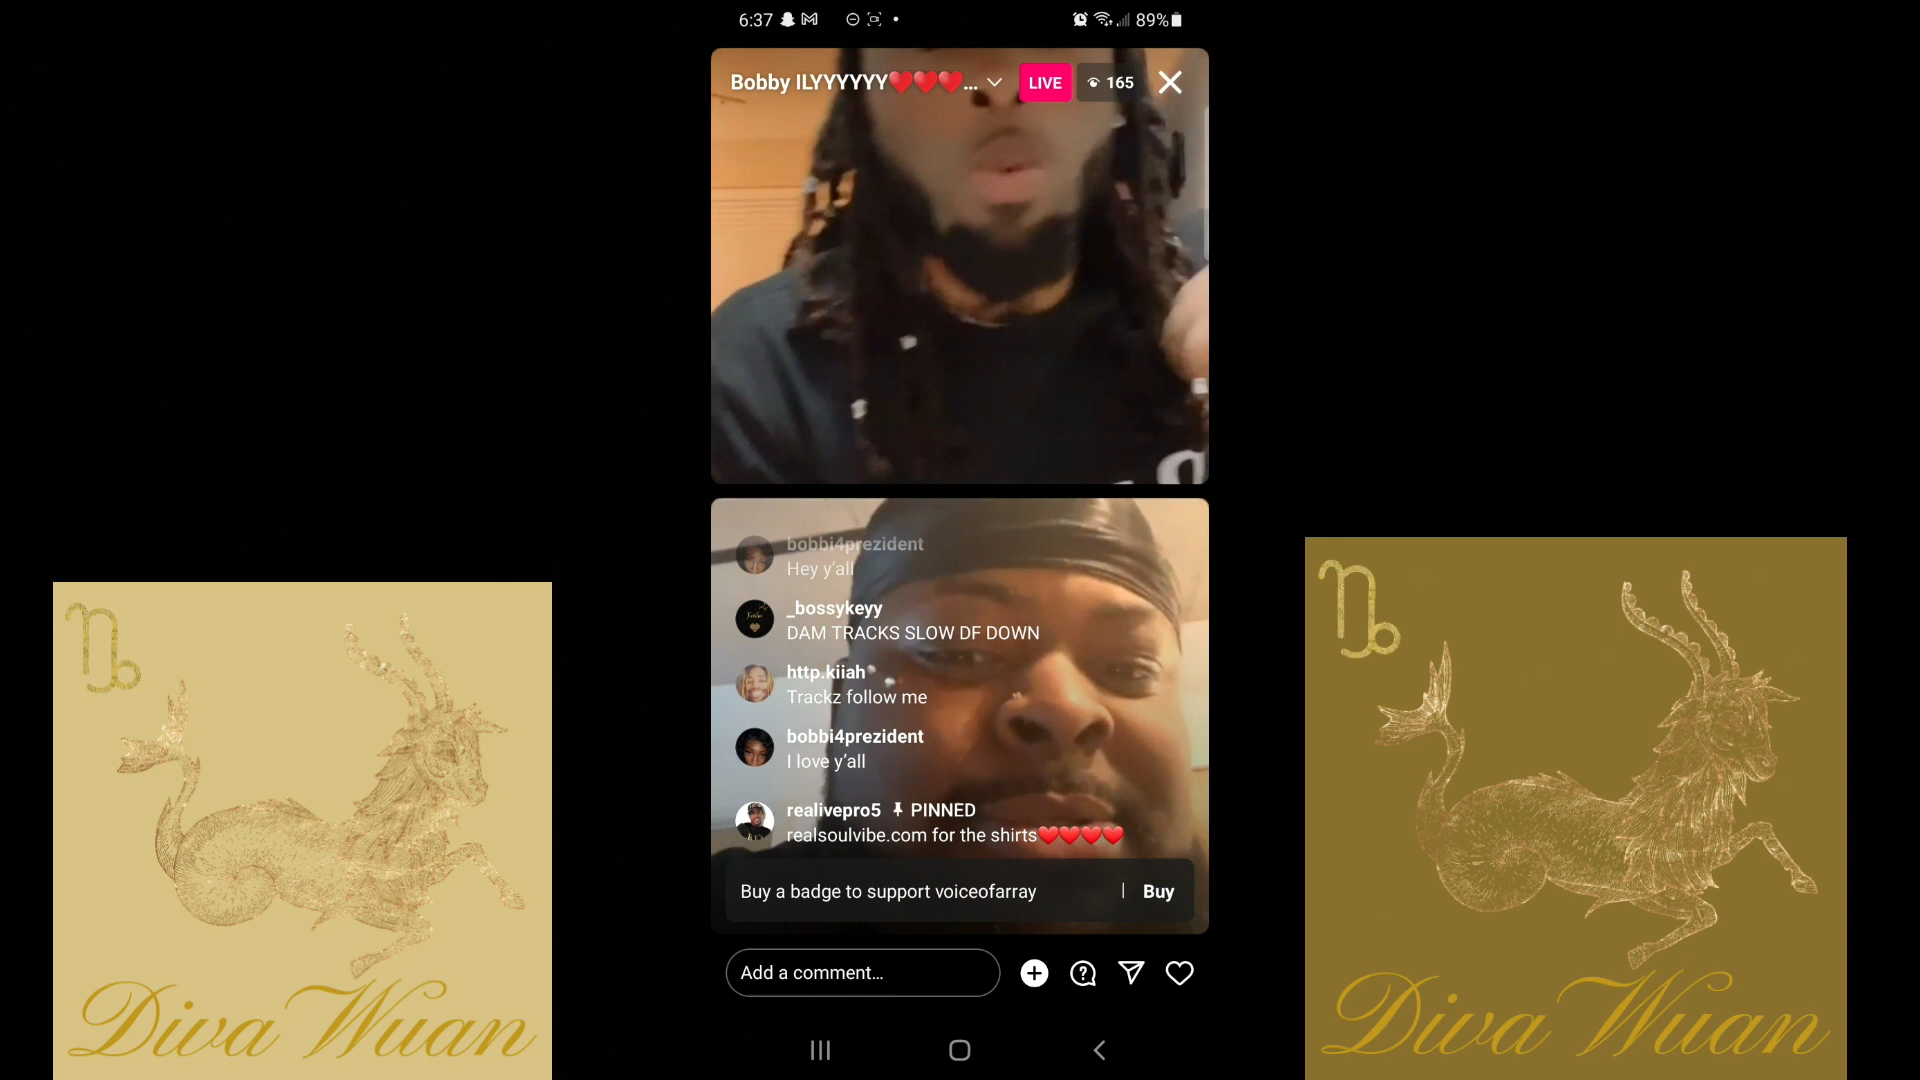 6:37
89%
Bobby ILYYYYYY❤️❤️❤️...
LIVE
165
bobbi4prezident
Hey y'all
_bossykeyy
DAM TRACKS SLOW DF DOWN
http.kiiah
Trackz follow me
bobbi4prezident
I love y'all
realivepro5 PINNED
realsoulvibe.com for the shirts❤️❤️❤️❤️
Buy a badge to support voiceofarray | Buy
Add a comment...
Diva Wuan
Diva Wuan